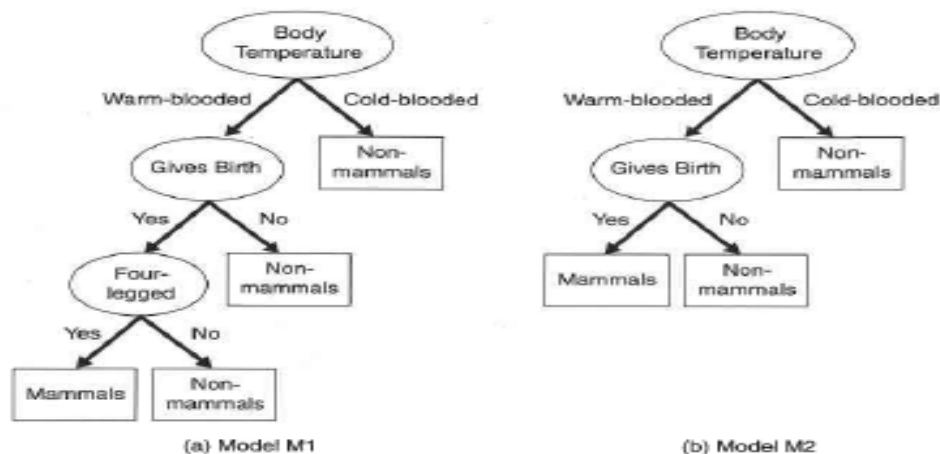 Body
Temperature
Warm-blooded
Cold-blooded
Gives Birth
Non-
mammals
Yes
No
Four-
legged
Non-
mammals
Yes
No
Mammals
Non-
mammals
(a) Model M1
Body
Temperature
Warm-blooded
Cold-blooded
Gives Birth
Non-
mammals
Yes
No
Mammals
Non-
mammals
(b) Model M2